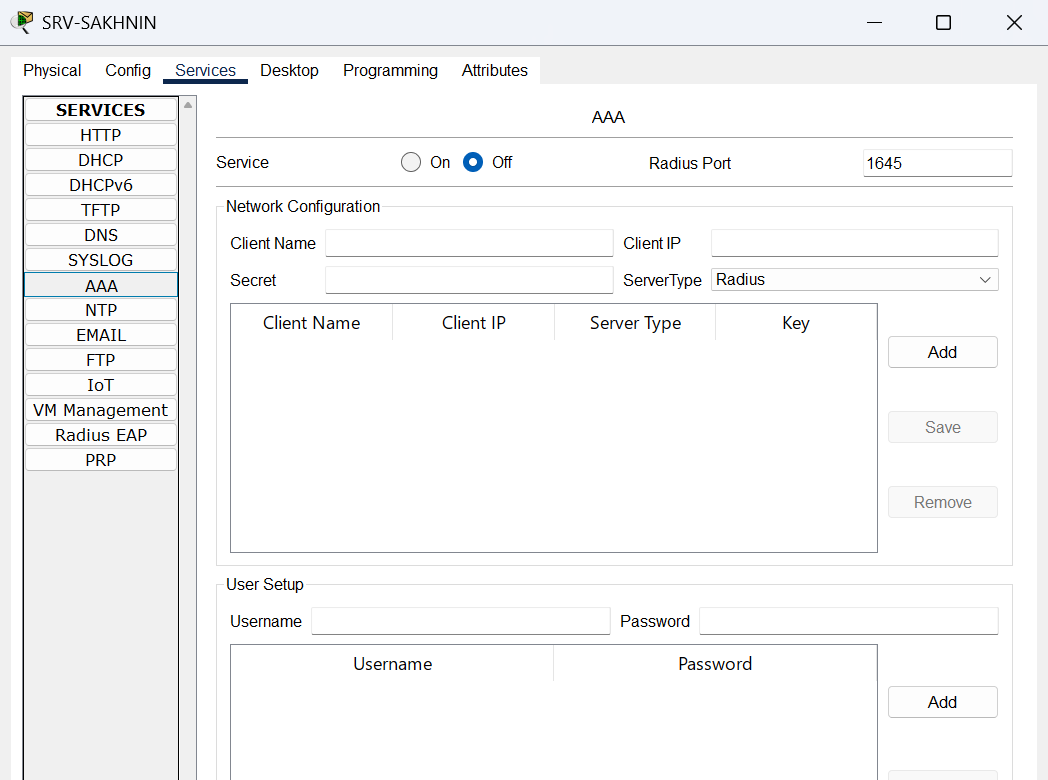 SRV-SAKHNIN
Physical Config Services Desktop Programming Attributes
SERVICES
HTTP
DHCP
DHCPv6
TFTP
DNS
SYSLOG
AAA
NTP
EMAIL
FTP
IoT
VM Management
Radius EAP
PRP
AAA
Service On Off Radius Port 1645
Network Configuration
Client Name Client IP
Secret ServerType Radius
Client Name Client IP Server Type Key
Add
Save
Remove
User Setup
Username Password
Username Password
Add